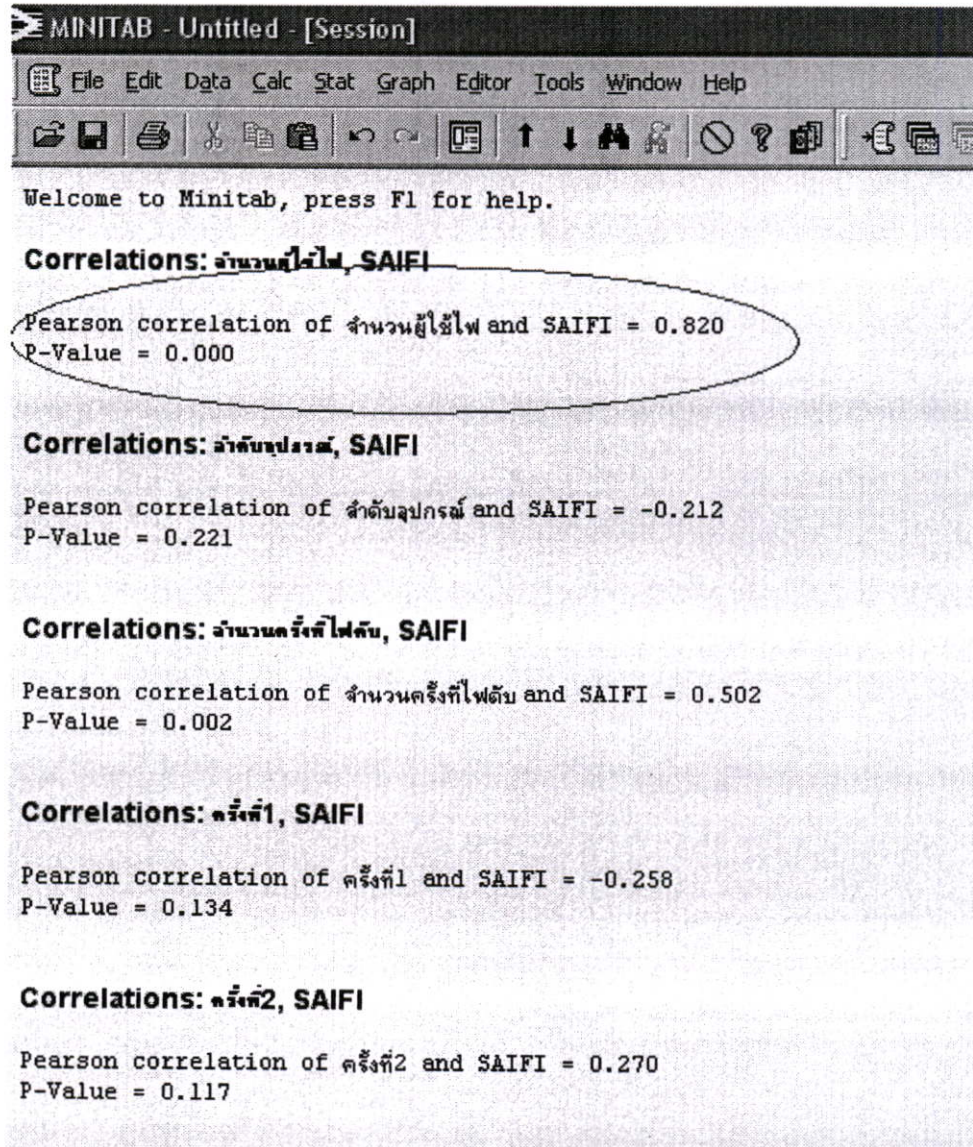 MINITAB - Untitled - [Session]
File Edit Data Calc Stat Graph Editor Tools Window Help
Welcome to Minitab, press F1 for help.
Correlations: จำนวนผู้ใช้ไฟ, SAIFI
Pearson correlation of จำนวนผู้ใช้ไฟ and SAIFI = 0.820
P-Value = 0.000
Correlations: ลำดับอุปกรณ์, SAIFI
Pearson correlation of ลำดับอุปกรณ์ and SAIFI = -0.212
P-Value = 0.221
Correlations: จำนวนครั้งที่ไฟดับ, SAIFI
Pearson correlation of จำนวนครั้งที่ไฟดับ and SAIFI = 0.502
P-Value = 0.002
Correlations: ครั้งที่1, SAIFI
Pearson correlation of ครั้งที่1 and SAIFI = -0.258
P-Value = 0.134
Correlations: ครั้งที่2, SAIFI
Pearson correlation of ครั้งที่2 and SAIFI = 0.270
P-Value = 0.117